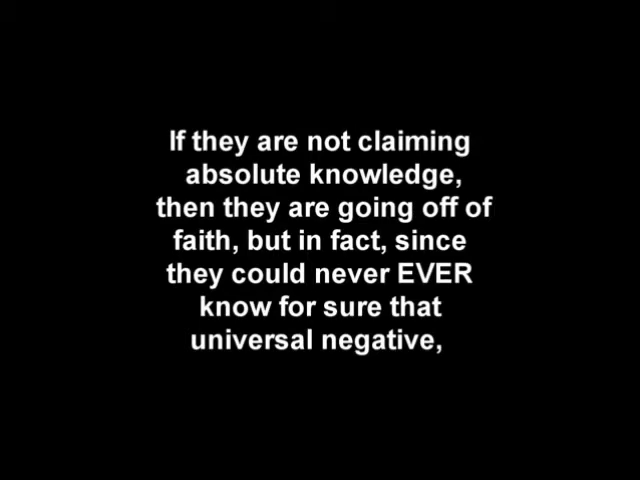 If they are not claiming
absolute knowledge,
then they are going off of
faith, but in fact, since
they could never EVER
know for sure that
universal negative,